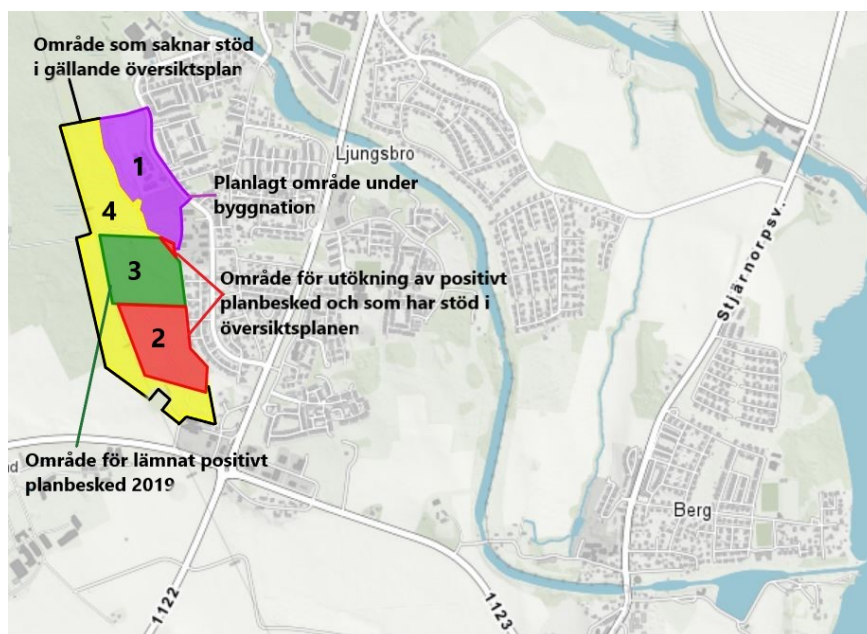 Område som saknar stöd
i gällande översiktsplan
1
Ljungsbro
Planlagt område under
byggnation
4
Stjärnorpsv.
3
Område för utökning av positivt
planbesked och som har stöd i
översiktsplanen
2
Område för lämnat positivt
planbesked 2019
Berg
1122
1123